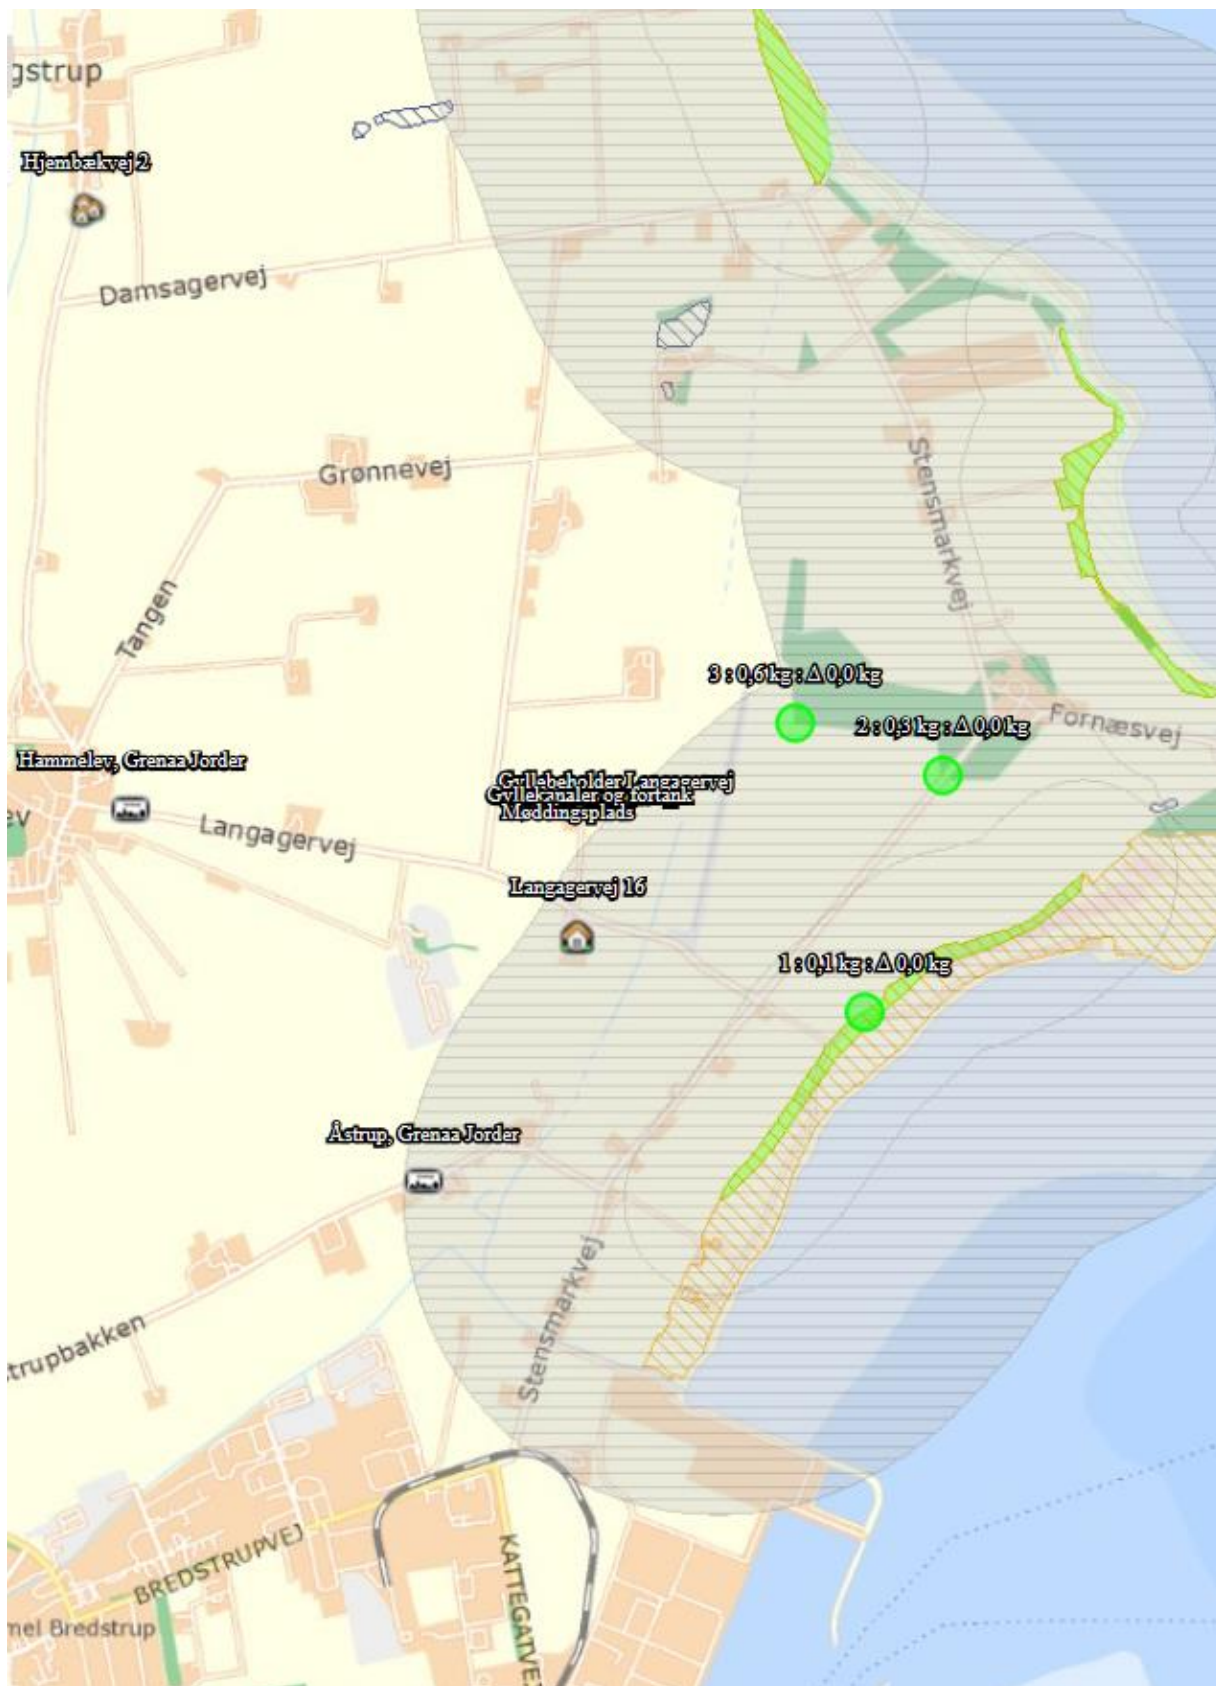 gstrup
Hjembækvej 2
Damsagervej
Grønnevej
Stensmarkvej
Tangen
3 : 0,6 kg : Δ 0,0 kg
2 : 0,3 kg : Δ 0,0 kg
Fornæsvej
Hammelev, Grenaa Jorder
Gyllebeholder Langagervej
Gyllekanaler og fortank
Møddingsplads
ev
Langagervej
Langagervej 16
1 : 0,1 kg : Δ 0,0 kg
Åstrup, Grenaa Jorder
Stensmarkvej
trupbakken
BREDSTRUPVEJ
KATTEGATVEJ
mel Bredstrup